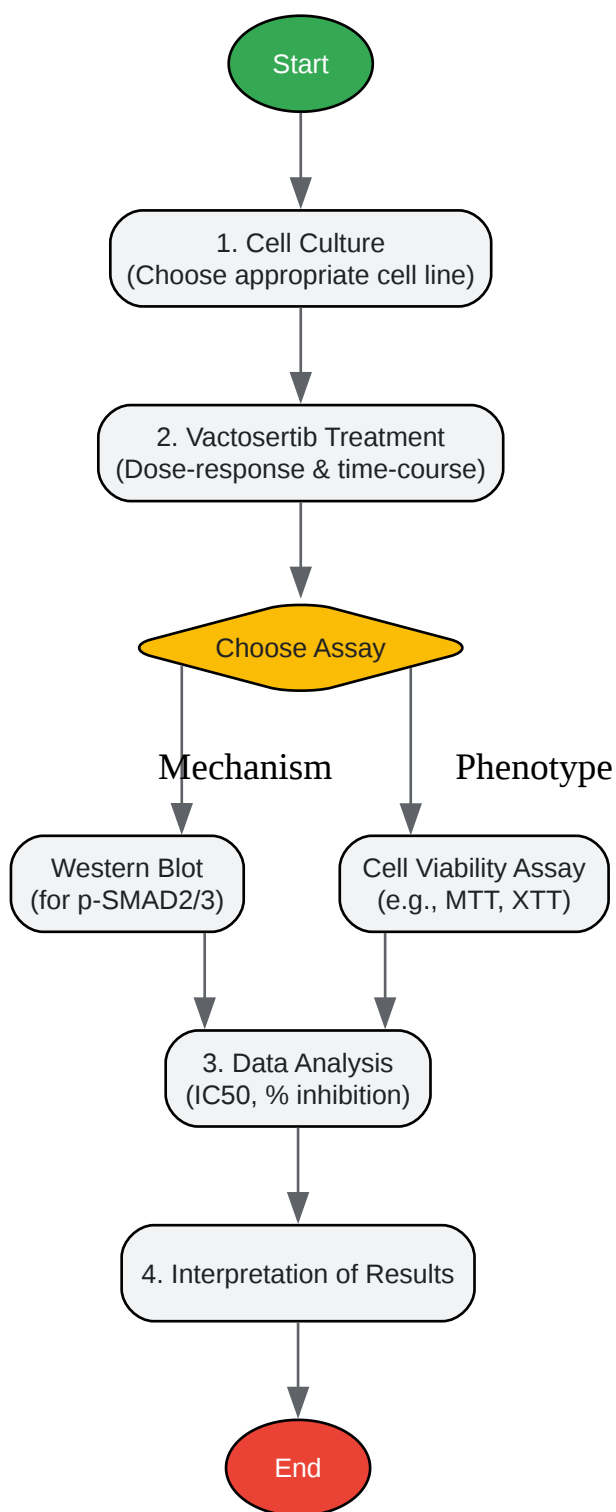 Start
1. Cell Culture
(Choose appropriate cell line)
2. Vactosertib Treatment
(Dose-response & time-course)
Choose Assay
Mechanism
Phenotype
Western Blot
(for p-SMAD2/3)
Cell Viability Assay
(e.g., MTT, XTT)
3. Data Analysis
(IC50, % inhibition)
4. Interpretation of Results
End